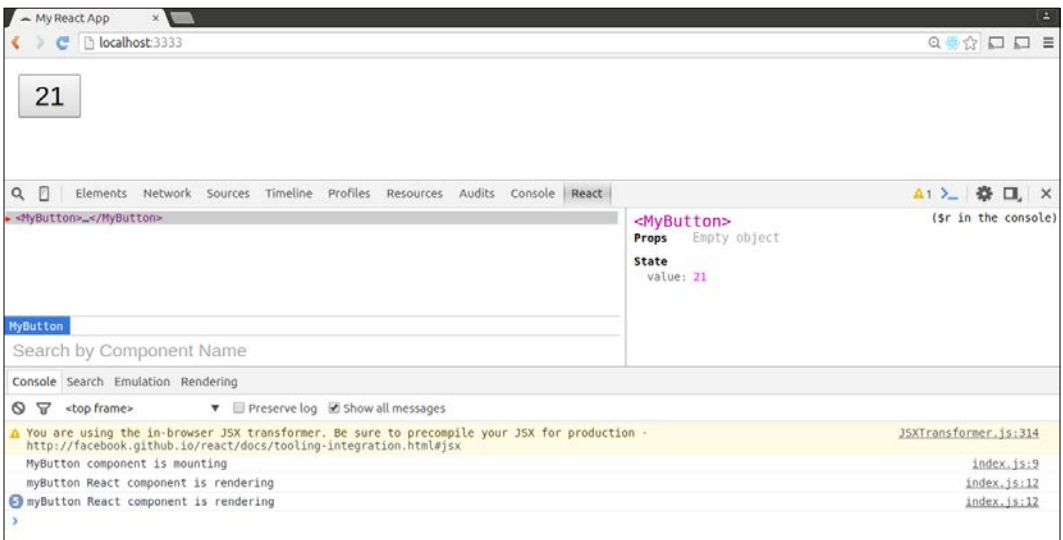 My React App ×
localhost:3333
21
Elements Network Sources Timeline Profiles Resources Audits Console React 1
<MyButton>…</MyButton>
<MyButton> ($r in the console)
Props Empty object
State
value: 21
MyButton
Search by Component Name
Console Search Emulation Rendering
<top frame> ▼ Preserve log Show all messages
You are using the in-browser JSX transformer. Be sure to precompile your JSX for production - JSXTransformer.js:314
http://facebook.github.io/react/docs/tooling-integration.html#jsx
MyButton component is mounting index.js:9
myButton React component is rendering index.js:12
5 myButton React component is rendering index.js:12